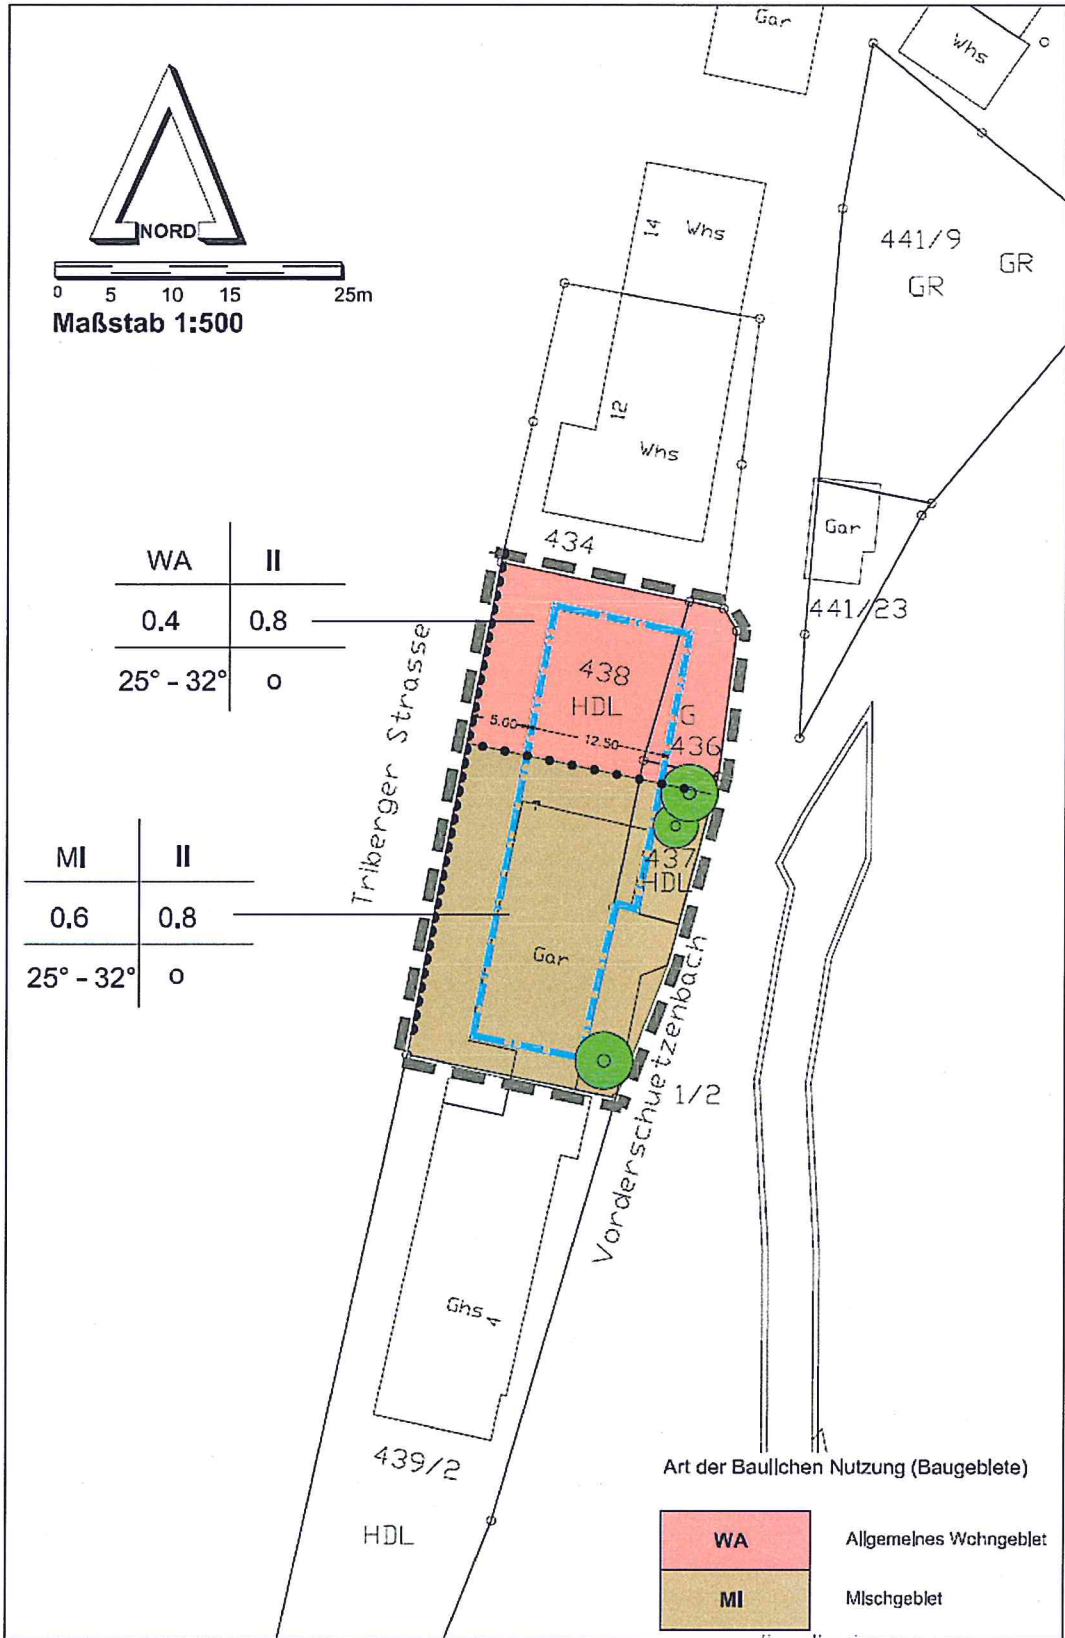 Gar
Whs
NORD
0 5 10 15 25m
Maßstab 1:500
441/9
GR
GR
14
Whs
12
Whs
Gar
434
441/23
WA II
0.4 0.8
25° - 32° o
Triberger Strasse
438
HDL
G
436
5.00
12.50
437
HDL
MI II
0.6 0.8
25° - 32° o
Gar
Vorderschuetzenbach
1/2
Ghs
4
439/2
HDL
Art der Baulichen Nutzung (Baugebiete)
WA Allgemeines Wohngebiet
MI Mischgebiet